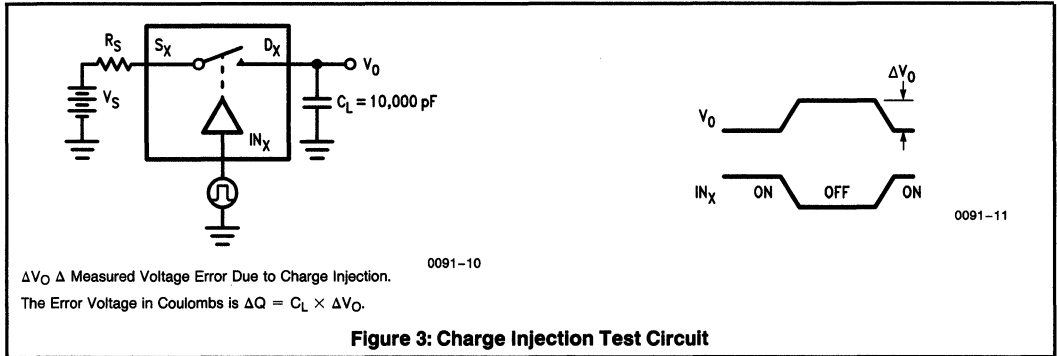 R_S
S_X
D_X
V_O
V_S
C_L = 10,000 pF
IN_X
0091–10
ΔV_O
V_O
IN_X
ON
OFF
ON
0091–11
ΔV_O Δ Measured Voltage Error Due to Charge Injection.
The Error Voltage in Coulombs is ΔQ = C_L × ΔV_O.
Figure 3: Charge Injection Test Circuit